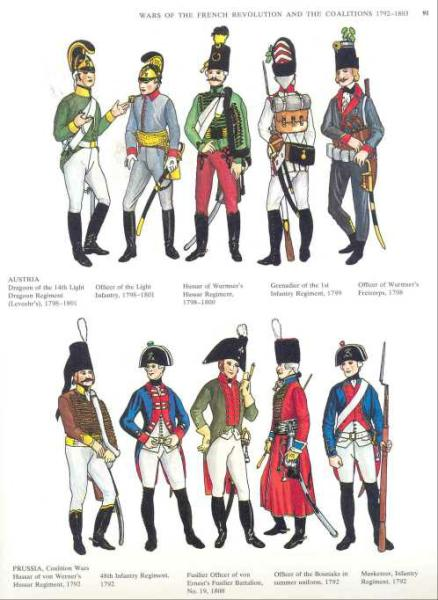 WARS OF THE FRENCH REVOLUTION AND THE COALITIONS 1792–1803 91
AUSTRIA
Dragoon of the 14th Light
Dragoon Regiment
(Levenehr's), 1798–1801
Officer of the Light
Infantry, 1798–1801
Hussar of Wurmser's
Hussar Regiment,
1798–1800
Grenadier of the 1st
Infantry Regiment, 1799
Officer of Wurmser's
Freicorps, 1798
PRUSSIA, Coalition Wars
Hussar of von Werner's
Hussar Regiment, 1792
48th Infantry Regiment,
1792
Fusilier Officer of von
Ernest's Fusilier Battalion,
No. 19, 1800
Officer of the Bosniaks in
summer uniform, 1792
Musketeer, Infantry
Regiment, 1792